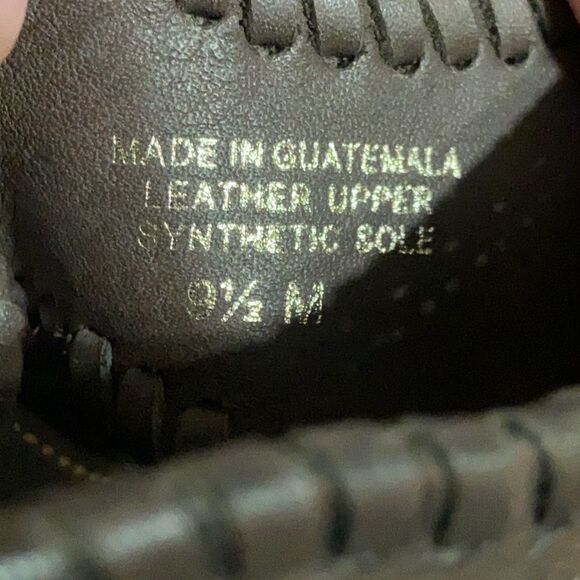 MADE IN GUATEMALA
LEATHER UPPER
SYNTHETIC SOLE
9½ M